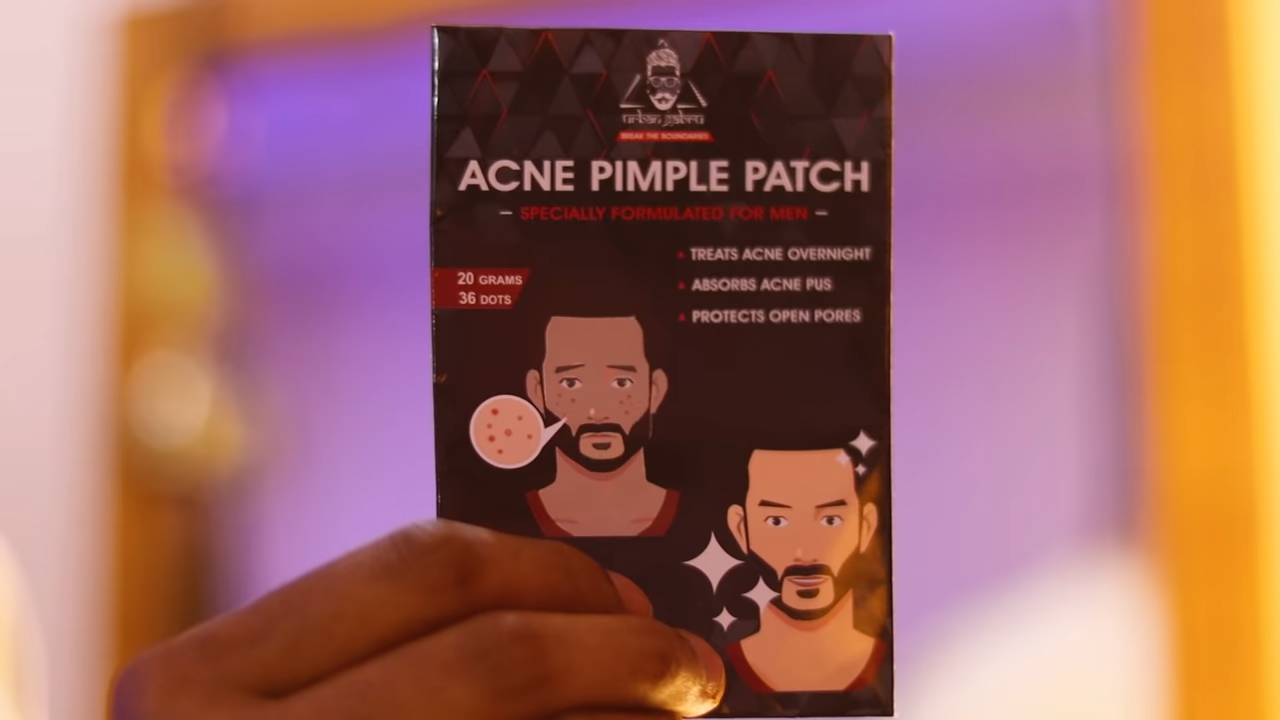 urban gabru
BREAK THE BOUNDARIES
ACNE PIMPLE PATCH
SPECIALLY FORMULATED FOR MEN
TREATS ACNE OVERNIGHT
ABSORBS ACNE PUS
PROTECTS OPEN PORES
20 GRAMS
36 DOTS